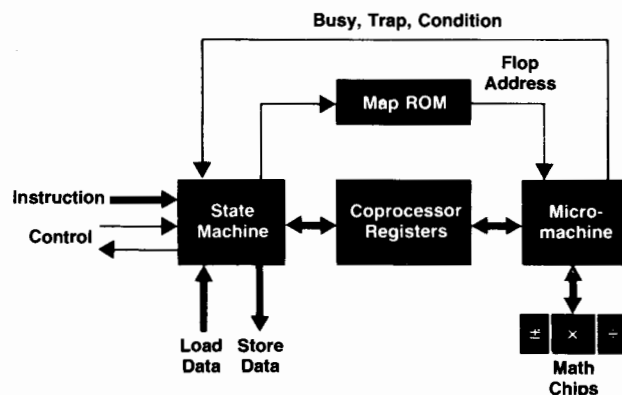 Busy, Trap, Condition
Flop
Address
Map ROM
Instruction
Control
State
Machine
Coprocessor
Registers
Micro-
machine
Load
Data
Store
Data
±
×
÷
Math
Chips